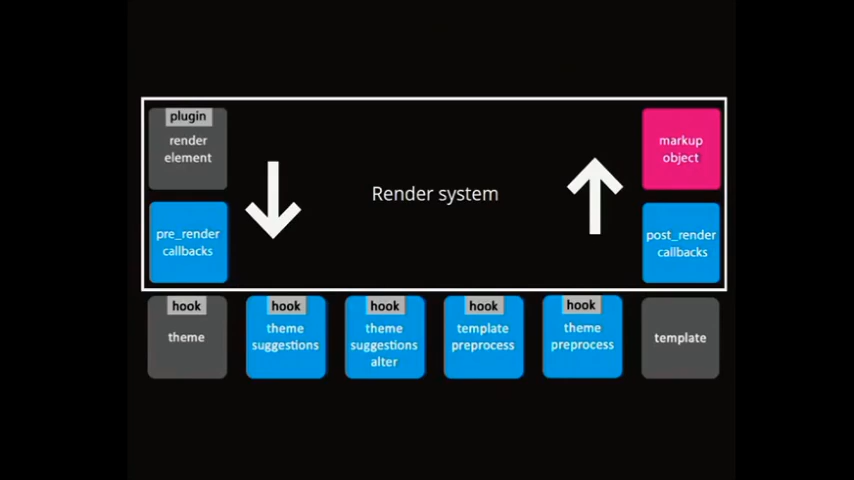 plugin
render
element
pre_render
callbacks
Render system
markup
object
post_render
callbacks
hook
theme
hook
theme
suggestions
hook
theme
suggestions
alter
hook
template
preprocess
hook
theme
preprocess
template